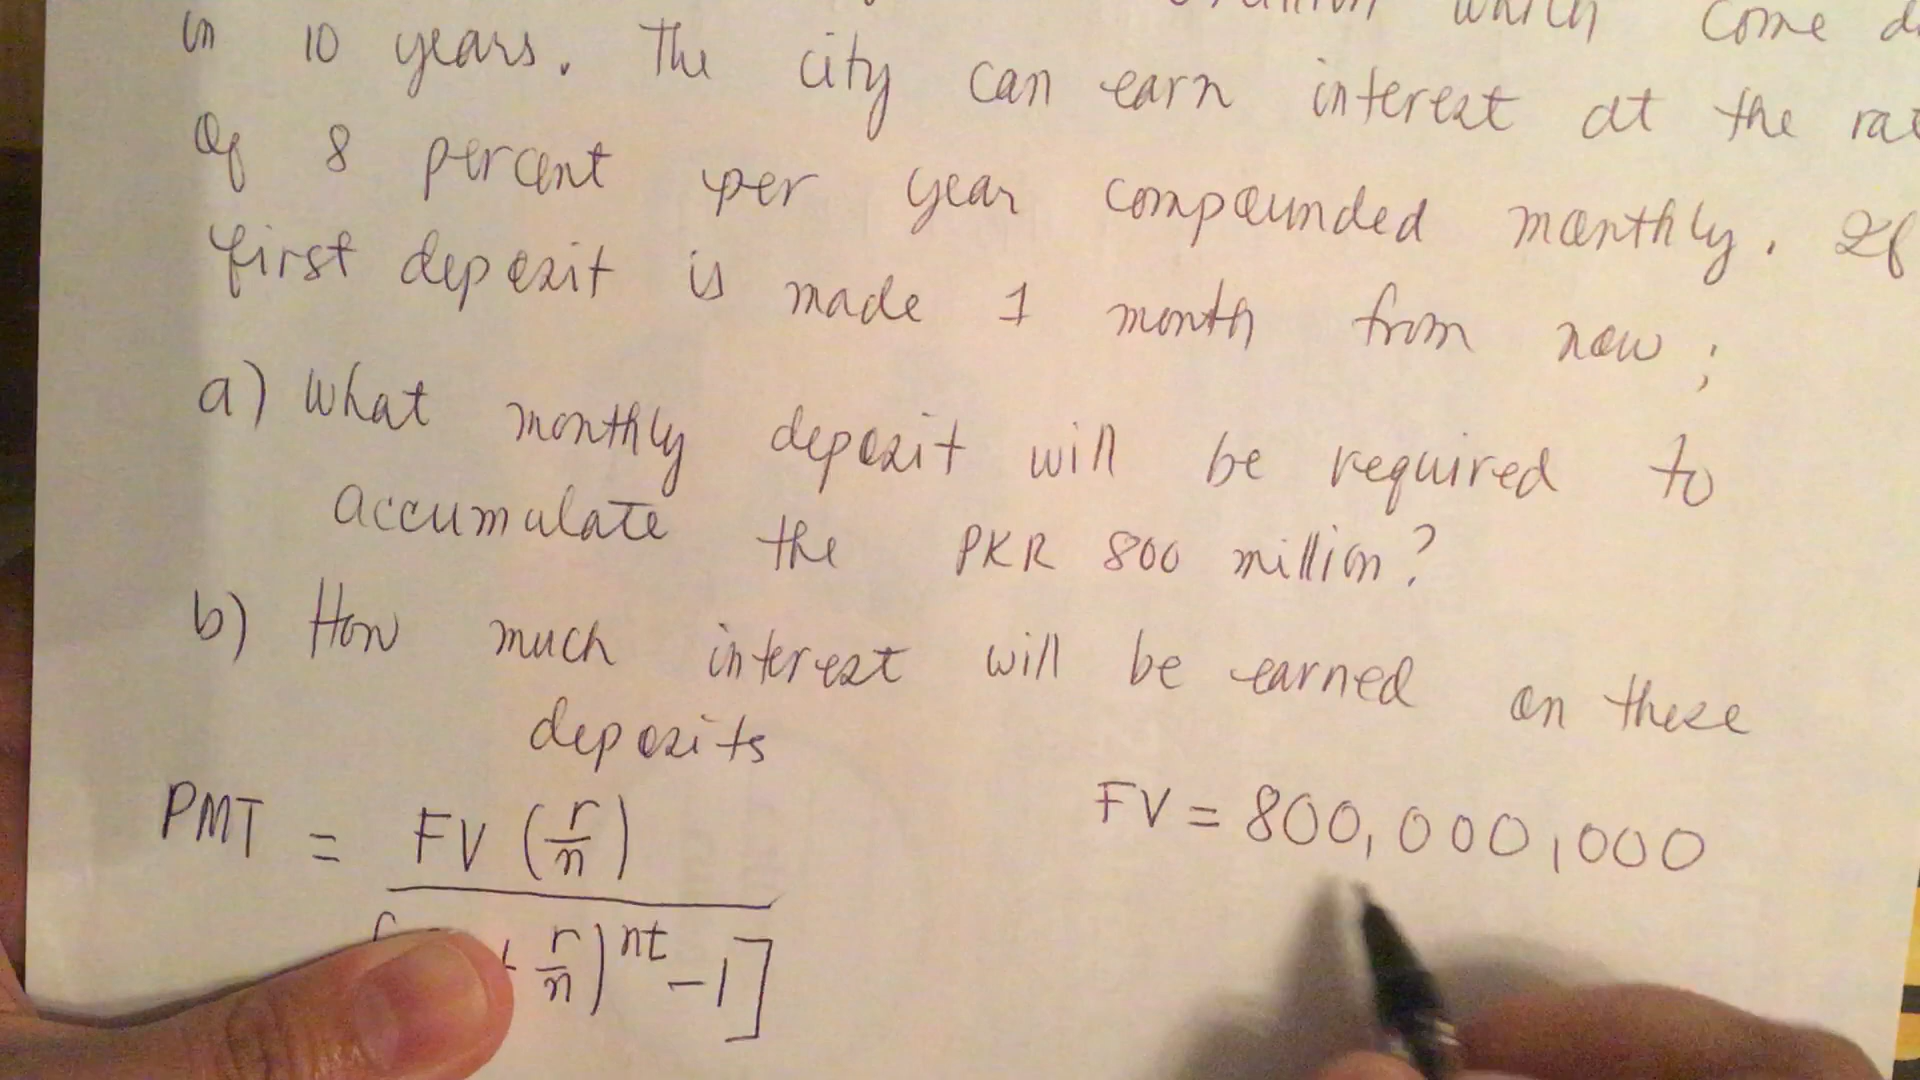 which come
in 10 years. The city can earn interest at the
of 8 percent per year compounded monthly. If
first deposit is made 1 month from now;
a) What monthly deposit will be required to
accumulate the PKR 800 million?
b) How much interest will be earned on these
deposits
PMT = FV (r/n)
r/n)^nt - 1]
FV = 800,000,000